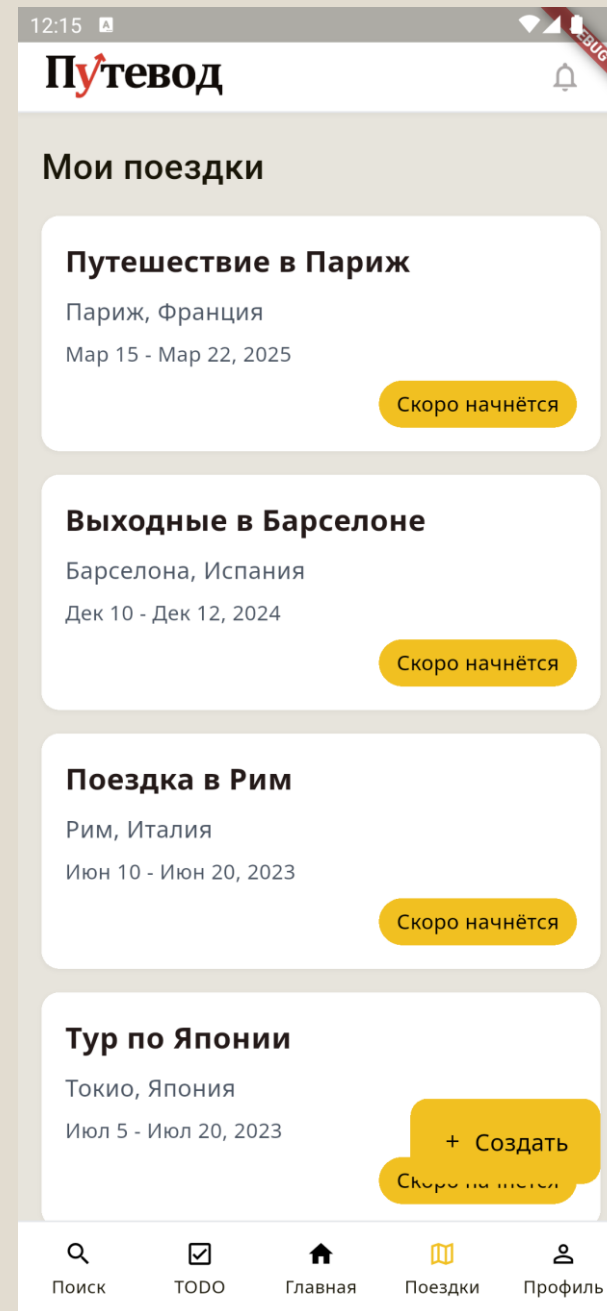 12:15 A
DEBUG
Путевод
Мои поездки
Путешествие в Париж
Париж, Франция
Мар 15 - Мар 22, 2025
Скоро начнётся
Выходные в Барселоне
Барселона, Испания
Дек 10 - Дек 12, 2024
Скоро начнётся
Поездка в Рим
Рим, Италия
Июн 10 - Июн 20, 2023
Скоро начнётся
Тур по Японии
Токио, Япония
Июл 5 - Июл 20, 2023
+ Создать
Скоро начнётся
Поиск TODO Главная Поездки Профиль